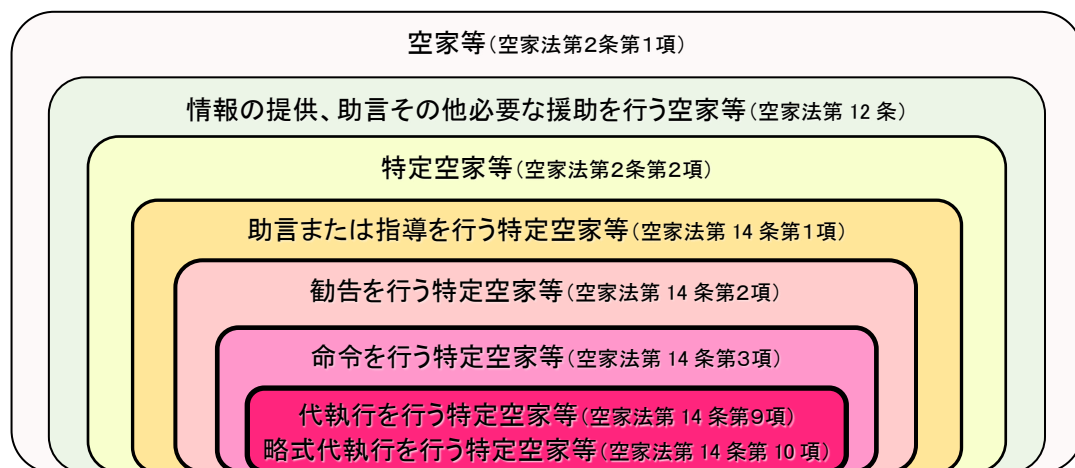 空家等(空家法第2条第1項)
情報の提供、助言その他必要な援助を行う空家等(空家法第 12 条)
特定空家等(空家法第2条第2項)
助言または指導を行う特定空家等(空家法第 14 条第1項)
勧告を行う特定空家等(空家法第 14 条第2項)
命令を行う特定空家等(空家法第 14 条第3項)
代執行を行う特定空家等(空家法第 14 条第9項)
略式代執行を行う特定空家等(空家法第 14 条第 10 項)